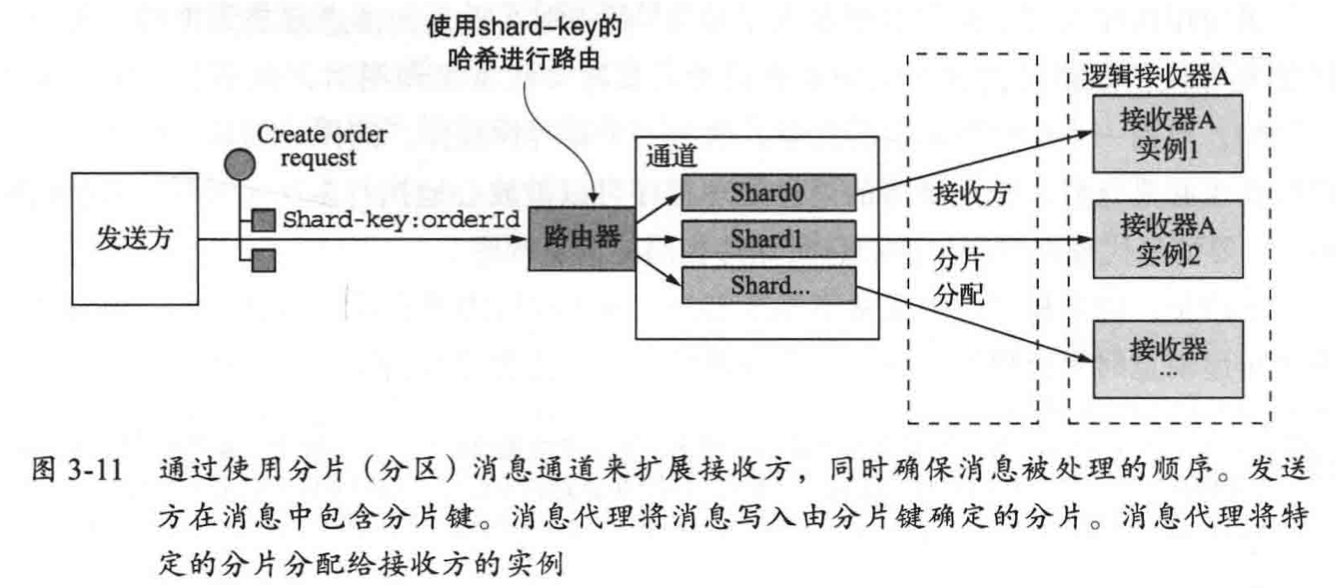 使用shard-key的
哈希进行路由
Create order
request
发送方
Shard-key:orderId
路由器
通道
Shard0
Shard1
Shard...
接收方
分片
分配
逻辑接收器A
接收器A
实例1
接收器A
实例2
接收器
...
图 3-11 通过使用分片（分区）消息通道来扩展接收方，同时确保消息被处理的顺序。发送
方在消息中包含分片键。消息代理将消息写入由分片键确定的分片。消息代理将特
定的分片分配给接收方的实例